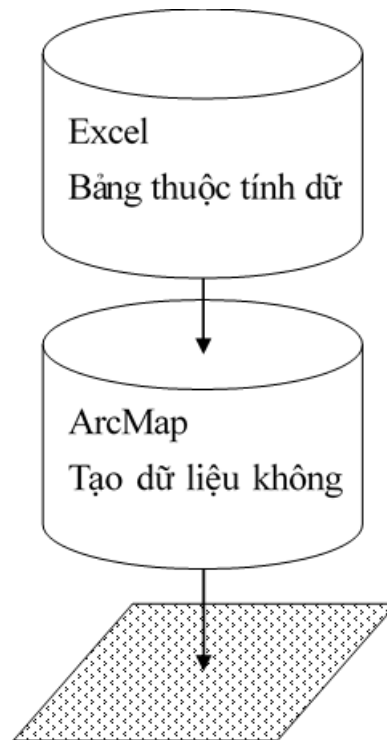 Excel
Bảng thuộc tính dữ
ArcMap
Tạo dữ liệu không